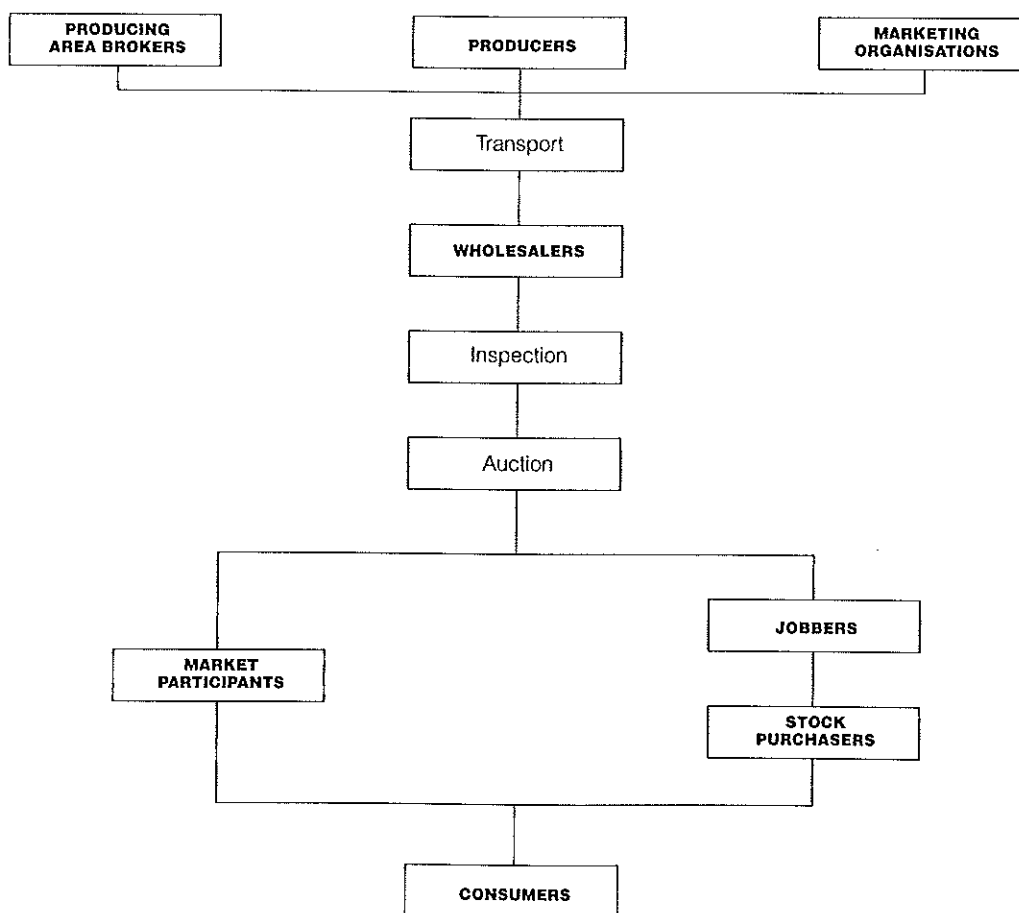 PRODUCING
AREA BROKERS
PRODUCERS
MARKETING
ORGANISATIONS
Transport
WHOLESALERS
Inspection
Auction
JOBBERS
MARKET
PARTICIPANTS
STOCK
PURCHASERS
CONSUMERS